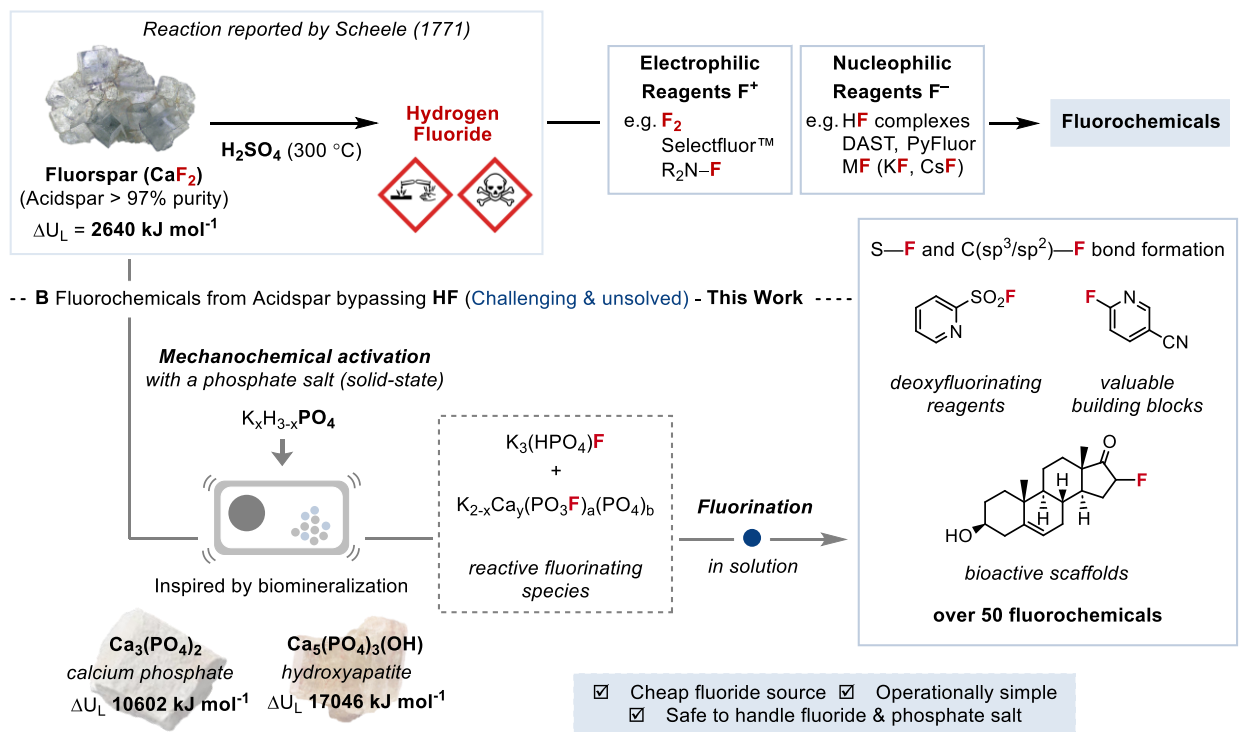 Reaction reported by Scheele (1771)
Fluorspar (CaF2)
(Acidspar > 97% purity)
ΔUL = 2640 kJ mol-1
H2SO4 (300 °C)
Hydrogen
Fluoride
Electrophilic
Reagents F+
e.g. F2
Selectfluor™
R2N–F
Nucleophilic
Reagents F–
e.g. HF complexes
DAST, PyFluor
MF (KF, CsF)
Fluorochemicals
B Fluorochemicals from Acidspar bypassing HF (Challenging & unsolved) - This Work
Mechanochemical activation
with a phosphate salt (solid-state)
KxH3-xPO4
Inspired by biomineralization
Ca3(PO4)2
calcium phosphate
ΔUL 10602 kJ mol-1
Ca5(PO4)3(OH)
hydroxyapatite
ΔUL 17046 kJ mol-1
K3(HPO4)F
+
K2-xCay(PO3F)a(PO4)b
reactive fluorinating
species
Fluorination
in solution
S—F and C(sp3/sp2)—F bond formation
SO2F
N
deoxyfluorinating
reagents
F
N
CN
valuable
building blocks
O
F
H
H
H
HO
bioactive scaffolds
over 50 fluorochemicals
☑ Cheap fluoride source ☑ Operationally simple
☑ Safe to handle fluoride & phosphate salt